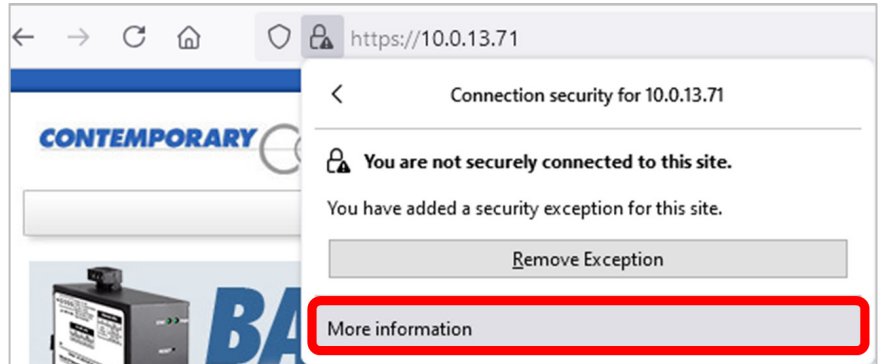 https://10.0.13.71
Connection security for 10.0.13.71
CONTEMPORARY
You are not securely connected to this site.
You have added a security exception for this site.
Remove Exception
BA
More information